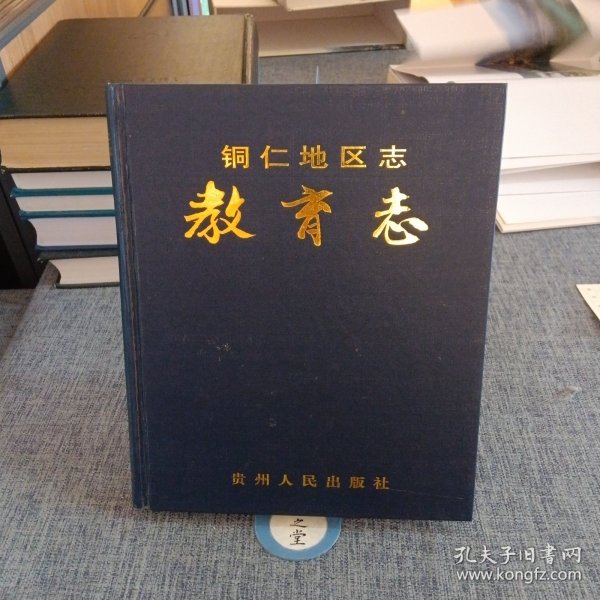 铜仁地区志
教育志
贵州人民出版社
之堂
孔夫子旧书网
www.kongfz.com